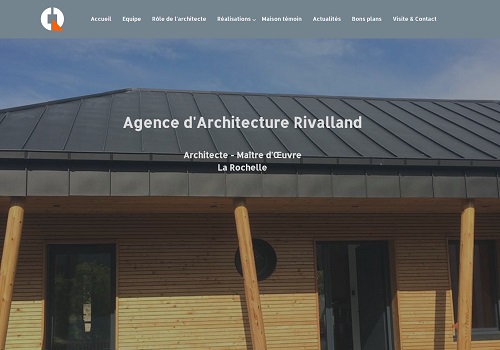 Accueil Equipe Rôle de l'architecte Réalisations Maison témoin Actualités Bons plans Visite & Contact
Agence d'Architecture Rivalland
Architecte - Maître d'Œuvre
La Rochelle